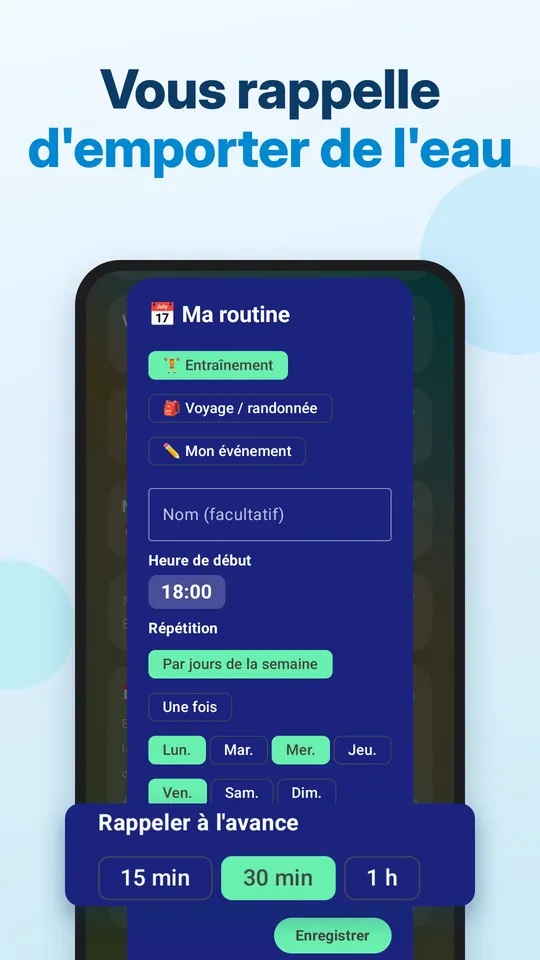 Vous rappelle
d'emporter de l'eau
July
17
Ma routine
Entraînement
Voyage / randonnée
Mon événement
Nom (facultatif)
Heure de début
18:00
Répétition
Par jours de la semaine
Une fois
Lun. Mar. Mer. Jeu.
Ven. Sam. Dim.
Rappeler à l'avance
15 min 30 min 1 h
Enregistrer